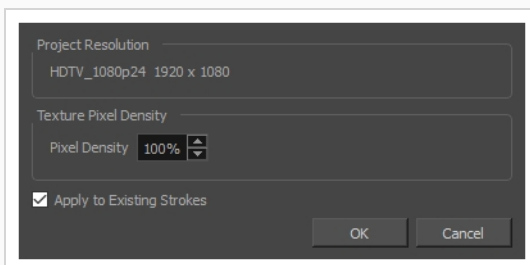 Project Resolution
HDTV_1080p24 1920 x 1080
Texture Pixel Density
Pixel Density 100%
Apply to Existing Strokes
OK Cancel